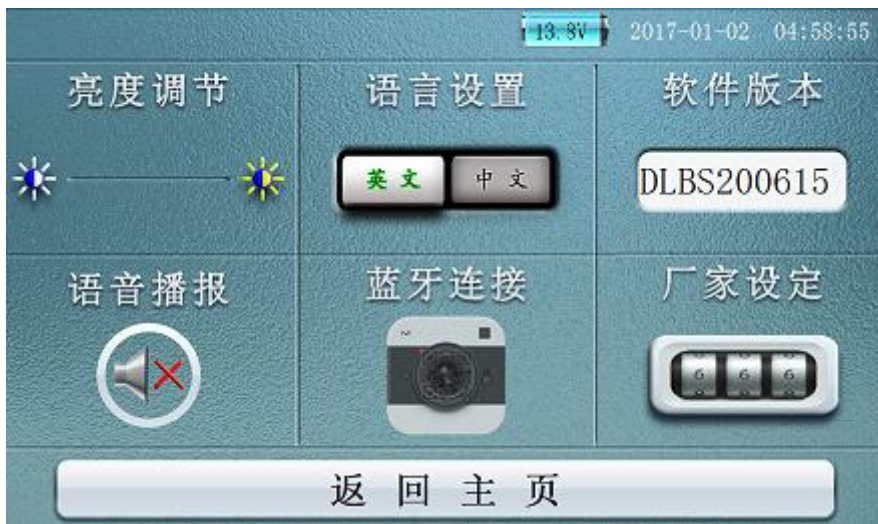 13.8V 2017-01-02 04:58:55
亮度调节 语言设置 软件版本
英文 中文 DLBS200615
语音播报 蓝牙连接 厂家设定
6 6 6
返回主页